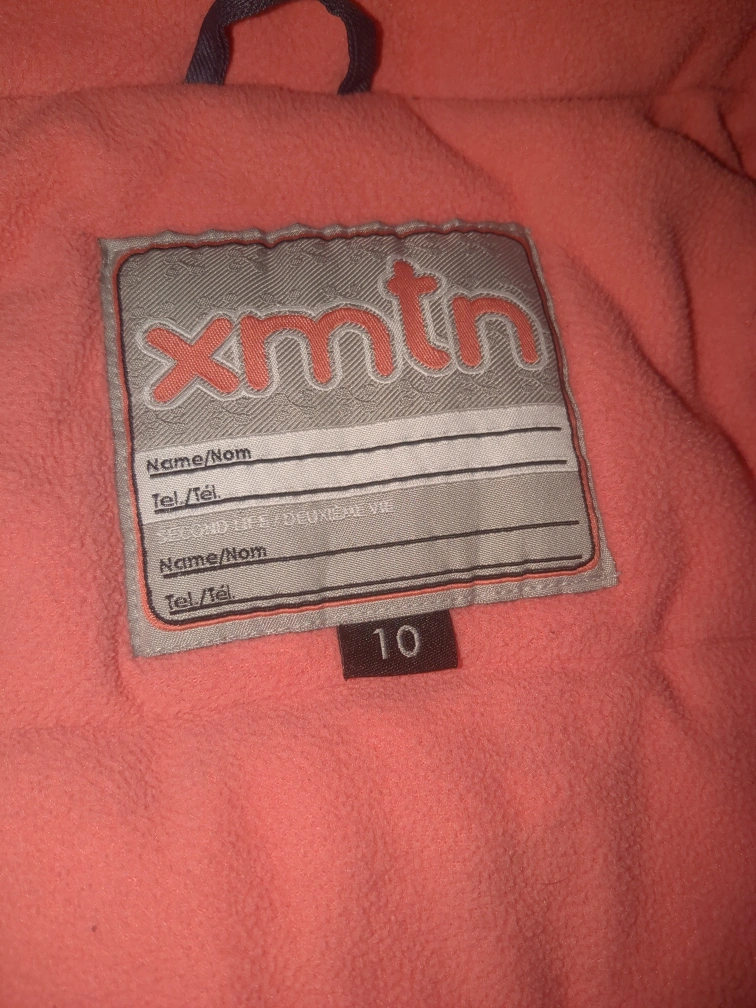 xmtn
Name/Nom
Tel./Tél.
SECOND LIFE / DEUXIÈME VIE
Name/Nom
Tel./Tél.
10